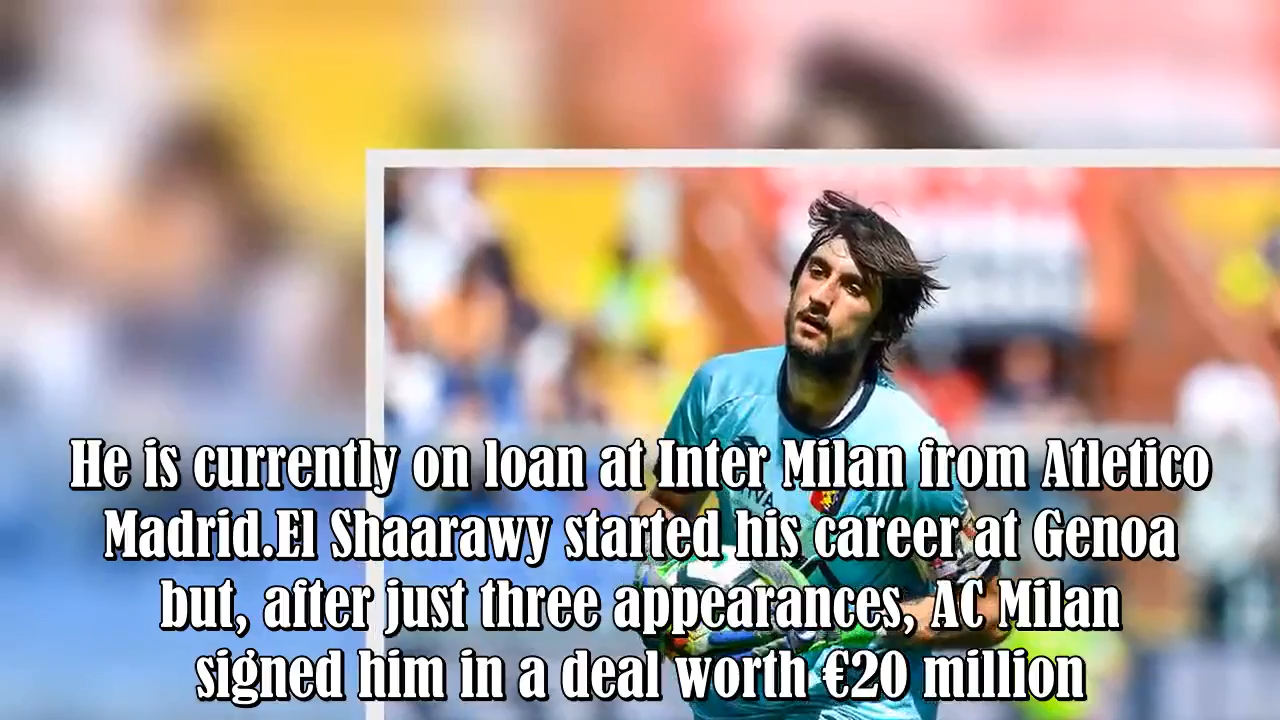 He is currently on loan at Inter Milan from Atletico
Madrid.El Shaarawy started his career at Genoa
but, after just three appearances, AC Milan
signed him in a deal worth €20 million